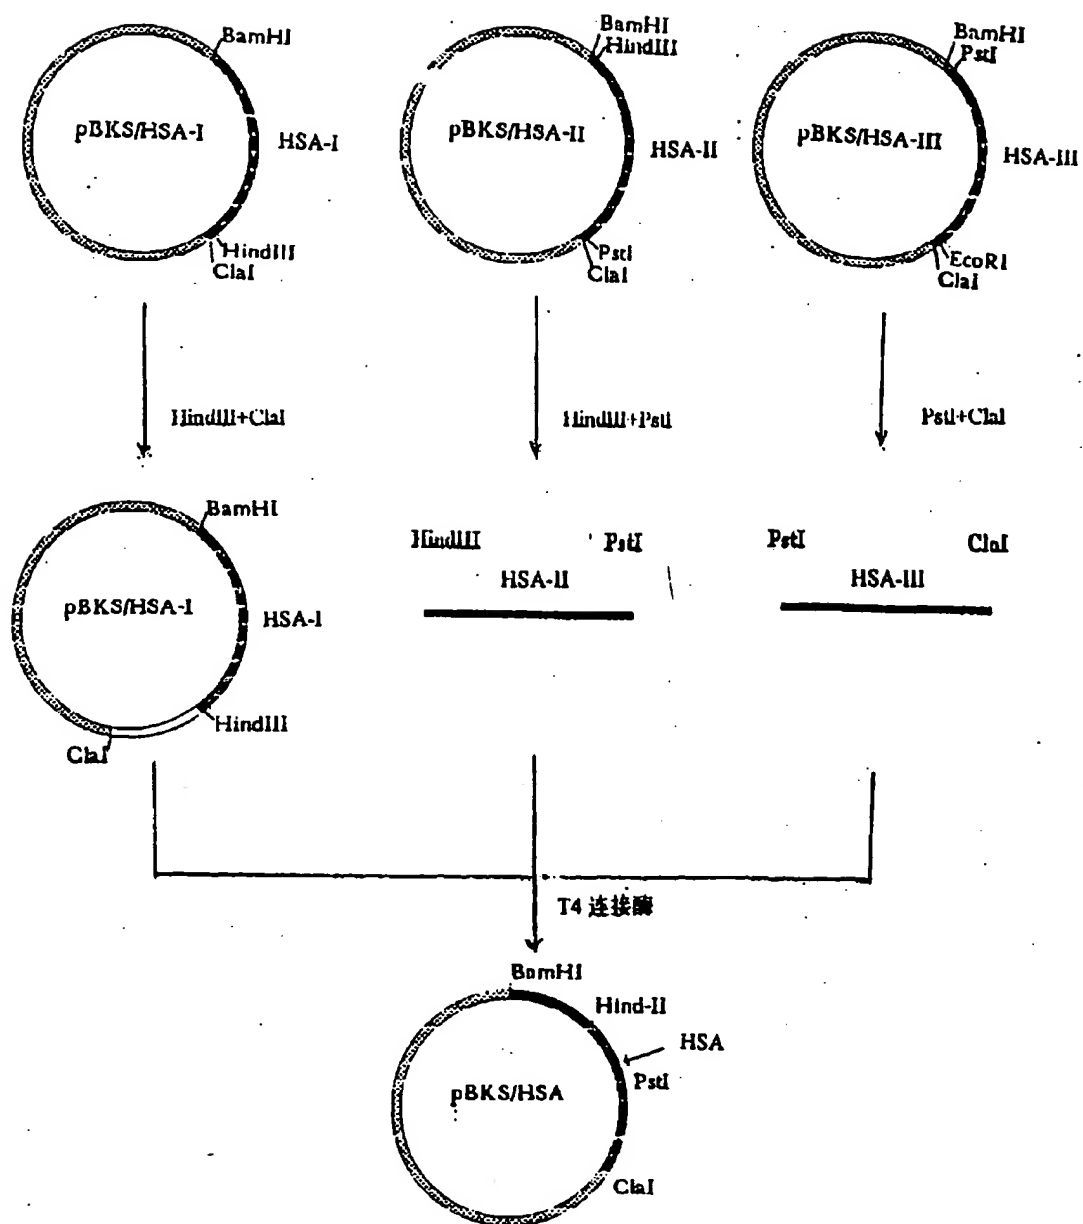 BamHI
pBKS/HSA-I
HSA-I
HindIII
ClaI
BamHI
HindIII
pBKS/HSA-II
HSA-II
PstI
ClaI
BamHI
PstI
pBKS/HSA-III
HSA-III
EcoRI
ClaI
HindIII+ClaI
HindIII+PstI
PstI+ClaI
BamHI
pBKS/HSA-I
HSA-I
HindIII
ClaI
HindIII PstI
HSA-II
PstI ClaI
HSA-III
T4 连接酶
BamHI
Hind-II
HSA
PstI
pBKS/HSA
ClaI